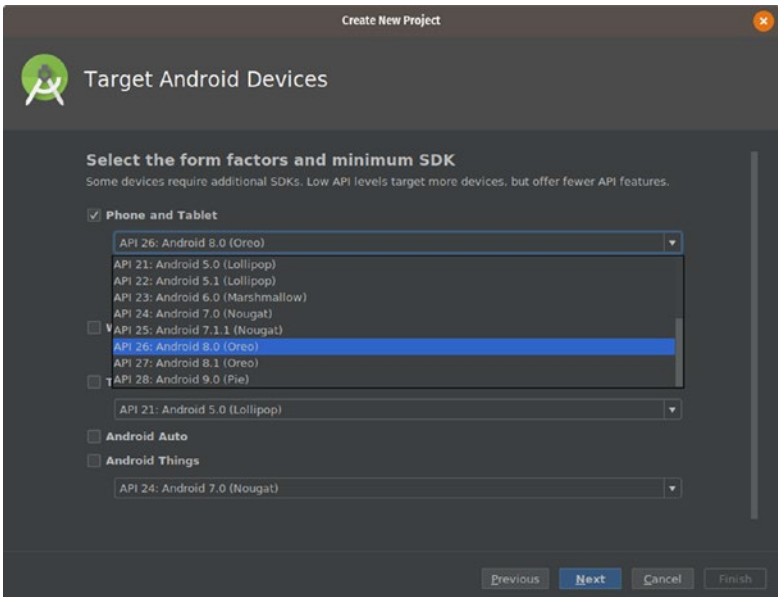 Create New Project
Target Android Devices
Select the form factors and minimum SDK
Some devices require additional SDKs. Low API levels target more devices, but offer fewer API features.
Phone and Tablet
API 26: Android 8.0 (Oreo)
API 21: Android 5.0 (Lollipop)
API 22: Android 5.1 (Lollipop)
API 23: Android 6.0 (Marshmallow)
API 24: Android 7.0 (Nougat)
API 25: Android 7.1.1 (Nougat)
API 26: Android 8.0 (Oreo)
API 27: Android 8.1 (Oreo)
API 28: Android 9.0 (Pie)
API 21: Android 5.0 (Lollipop)
Android Auto
Android Things
API 24: Android 7.0 (Nougat)
Previous Next Cancel Finish